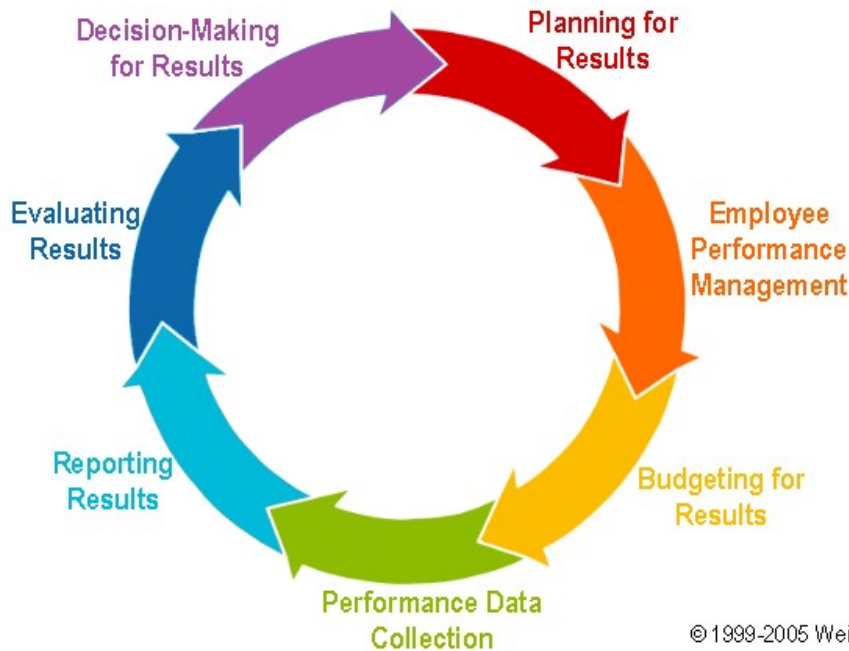 Decision-Making
for Results
Planning for
Results
Employee
Performance
Management
Budgeting for
Results
Performance Data
Collection
Reporting
Results
Evaluating
Results
© 1999-2005 Wei